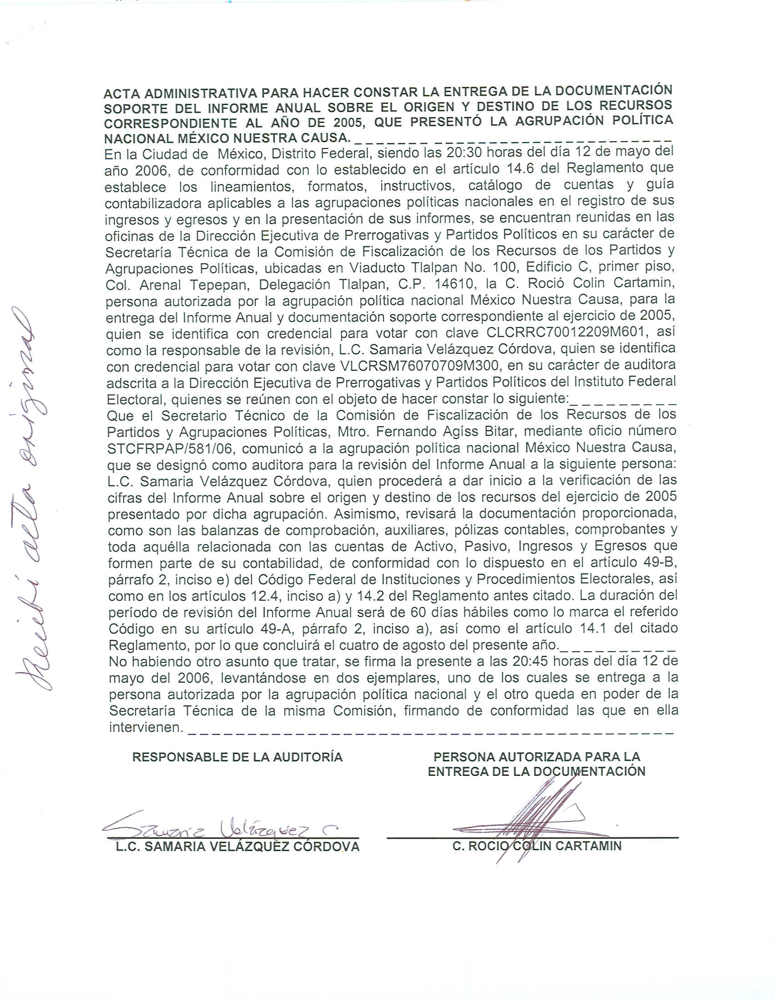 ACTA ADMINISTRATIVA PARA HACER CONSTAR LA ENTREGA DE LA DOCUMENTACIÓN
SOPORTE DEL INFORME ANUAL SOBRE EL ORIGEN Y DESTINO DE LOS RECURSOS
CORRESPONDIENTE AL AÑO DE 2005, QUE PRESENTÓ LA AGRUPACIÓN POLÍTICA
NACIONAL MÉXICO NUESTRA CAUSA. _ _ _ _ _ _ _ _ _ _ _ _ _ _ _ _ _ _ _ _ _ _ _ _ _ _ _
En la Ciudad de México, Distrito Federal, siendo las 20:30 horas del día 12 de mayo del
año 2006, de conformidad con lo establecido en el artículo 14.6 del Reglamento que
establece los lineamientos, formatos, instructivos, catálogo de cuentas y guía
contabilizadora aplicables a las agrupaciones políticas nacionales en el registro de sus
ingresos y egresos y en la presentación de sus informes, se encuentran reunidas en las
oficinas de la Dirección Ejecutiva de Prerrogativas y Partidos Políticos en su carácter de
Secretaría Técnica de la Comisión de Fiscalización de los Recursos de los Partidos y
Agrupaciones Políticas, ubicadas en Viaducto Tlalpan No. 100, Edificio C, primer piso,
Col. Arenal Tepepan, Delegación Tlalpan, C.P. 14610, la C. Roció Colin Cartamin,
persona autorizada por la agrupación política nacional México Nuestra Causa, para la
entrega del Informe Anual y documentación soporte correspondiente al ejercicio de 2005,
quien se identifica con credencial para votar con clave CLCRRC70012209M601, así
como la responsable de la revisión, L.C. Samaria Velázquez Córdova, quien se identifica
con credencial para votar con clave VLCRSM76070709M300, en su carácter de auditora
adscrita a la Dirección Ejecutiva de Prerrogativas y Partidos Políticos del Instituto Federal
Electoral, quienes se reúnen con el objeto de hacer constar lo siguiente:_ _ _ _ _ _ _ _ _
Que el Secretario Técnico de la Comisión de Fiscalización de los Recursos de los
Partidos y Agrupaciones Políticas, Mtro. Fernando Agíss Bitar, mediante oficio número
STCFRPAP/581/06, comunicó a la agrupación política nacional México Nuestra Causa,
que se designó como auditora para la revisión del Informe Anual a la siguiente persona:
L.C. Samaria Velázquez Córdova, quien procederá a dar inicio a la verificación de las
cifras del Informe Anual sobre el origen y destino de los recursos del ejercicio de 2005
presentado por dicha agrupación. Asimismo, revisará la documentación proporcionada,
como son las balanzas de comprobación, auxiliares, pólizas contables, comprobantes y
toda aquélla relacionada con las cuentas de Activo, Pasivo, Ingresos y Egresos que
formen parte de su contabilidad, de conformidad con lo dispuesto en el artículo 49-B,
párrafo 2, inciso e) del Código Federal de Instituciones y Procedimientos Electorales, así
como en los artículos 12.4, inciso a) y 14.2 del Reglamento antes citado. La duración del
período de revisión del Informe Anual será de 60 días hábiles como lo marca el referido
Código en su artículo 49-A, párrafo 2, inciso a), así como el artículo 14.1 del citado
Reglamento, por lo que concluirá el cuatro de agosto del presente año._ _ _ _ _ _ _ _ _ _
No habiendo otro asunto que tratar, se firma la presente a las 20:45 horas del día 12 de
mayo del 2006, levantándose en dos ejemplares, uno de los cuales se entrega a la
persona autorizada por la agrupación política nacional y el otro queda en poder de la
Secretaría Técnica de la misma Comisión, firmando de conformidad las que en ella
intervienen. _ _ _ _ _ _ _ _ _ _ _ _ _ _ _ _ _ _ _ _ _ _ _ _ _ _ _ _ _ _ _ _ _ _ _ _ _ _ _ _ _
RESPONSABLE DE LA AUDITORÍA
PERSONA AUTORIZADA PARA LA
ENTREGA DE LA DOCUMENTACIÓN
Samaria Velázquez C.
L.C. SAMARIA VELÁZQUEZ CÓRDOVA
C. ROCIO COLIN CARTAMIN
Recibí acta original